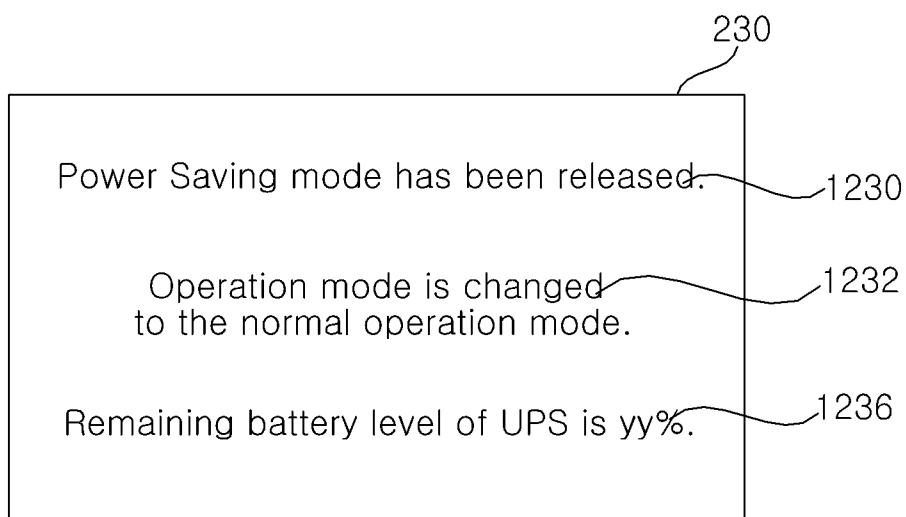 230
Power Saving mode has been released.
1230
Operation mode is changed
to the normal operation mode.
1232
Remaining battery level of UPS is yy%.
1236